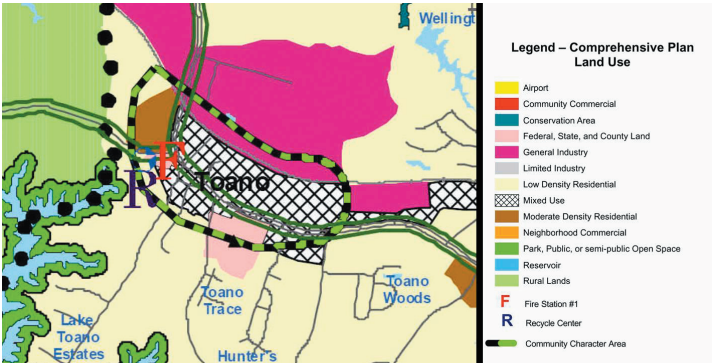 Wellingt
F
R
Toano
Toano
Trace
Toano
Woods
Lake
Toano
Estates
Hunter's
Legend – Comprehensive Plan
Land Use
Airport
Community Commercial
Conservation Area
Federal, State, and County Land
General Industry
Limited Industry
Low Density Residential
Mixed Use
Moderate Density Residential
Neighborhood Commercial
Park, Public, or semi-public Open Space
Reservoir
Rural Lands
F Fire Station #1
R Recycle Center
Community Character Area